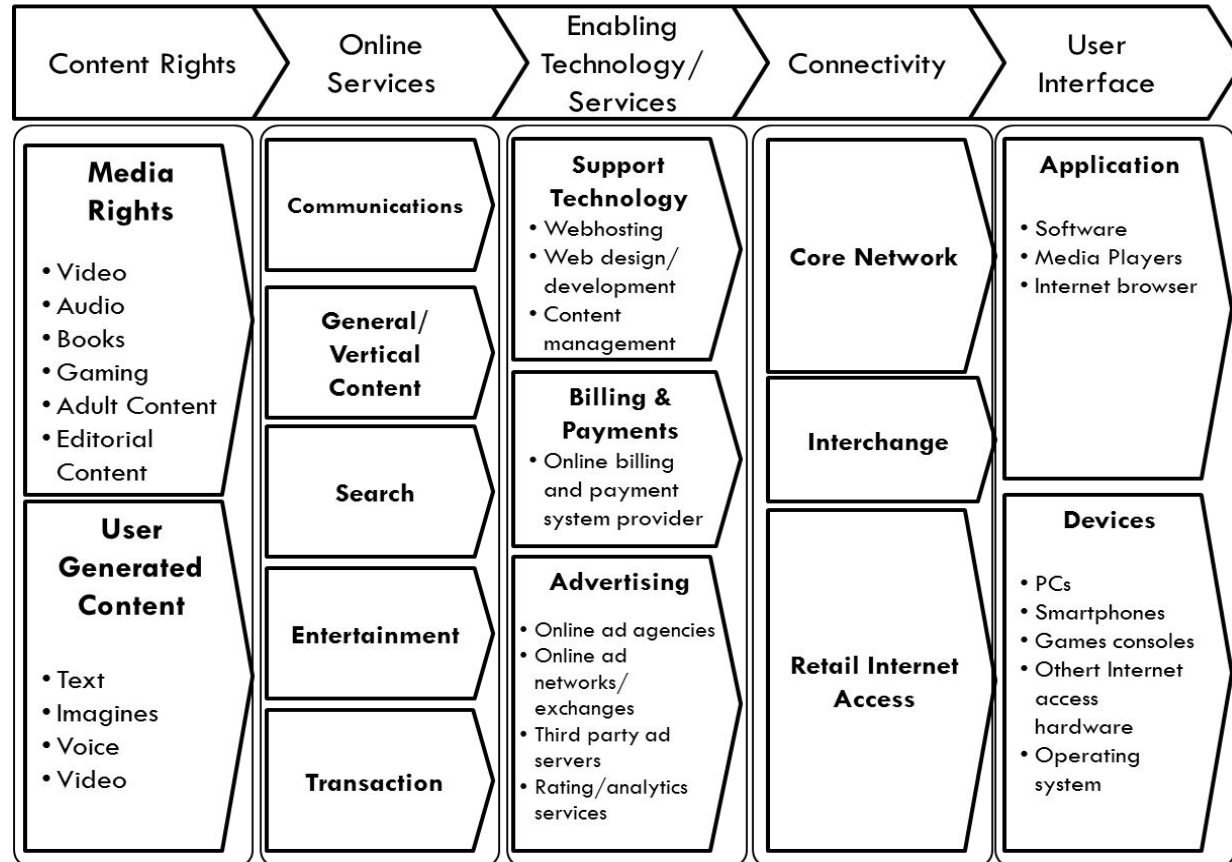 Content Rights
Online
Services
Enabling
Technology/
Services
Connectivity
User
Interface
Media
Rights
• Video
• Audio
• Books
• Gaming
• Adult Content
• Editorial
Content
User
Generated
Content
• Text
• Imagines
• Voice
• Video
Communications
General/
Vertical
Content
Search
Entertainment
Transaction
Support
Technology
• Webhosting
• Web design/
development
• Content
management
Billing &
Payments
• Online billing
and payment
system provider
Advertising
• Online ad agencies
• Online ad
networks/
exchanges
• Third party ad
servers
• Rating/analytics
services
Core Network
Interchange
Retail Internet
Access
Application
• Software
• Media Players
• Internet browser
Devices
• PCs
• Smartphones
• Games consoles
• Othert Internet
access
hardware
• Operating
system